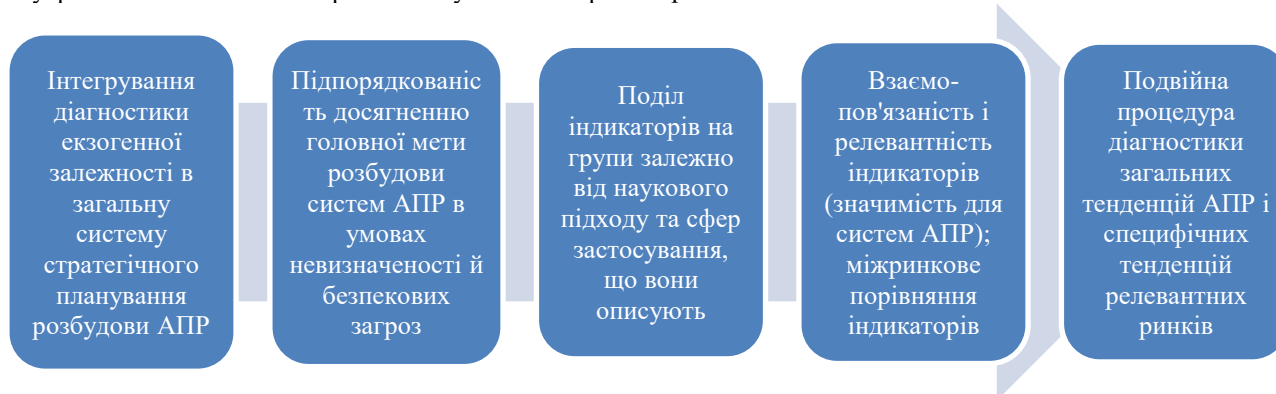 Інтегрування
діагностики
екзогенної
залежності в
загальну
систему
стратегічного
планування
розбудови АПР
Підпорядкованіс
ть досягненню
головної мети
розбудови
систем АПР в
умовах
невизначеності й
безпекових
загроз
Поділ
індикаторів на
групи залежно
від наукового
підходу та сфер
застосування,
що вони
описують
Взаємо-
пов'язаність і
релевантність
індикаторів
(значимість для
систем АПР);
міжринкове
порівняння
індикаторів
Подвійна
процедура
діагностики
загальних
тенденцій АПР і
специфічних
тенденцій
релевантних
ринків